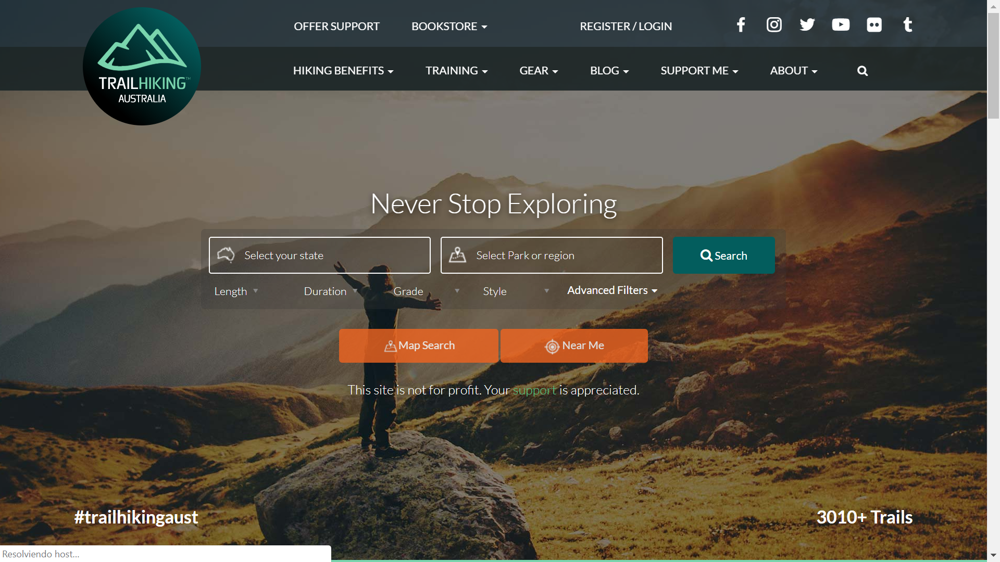 OFFER SUPPORT
BOOKSTORE
REGISTER / LOGIN
TRAILHIKING™
AUSTRALIA
HIKING BENEFITS
TRAINING
GEAR
BLOG
SUPPORT ME
ABOUT
Never Stop Exploring
Select your state
Select Park or region
Search
Length
Duration
Grade
Style
Advanced Filters
Map Search
Near Me
This site is not for profit. Your support is appreciated.
#trailhikingaust
3010+ Trails
Resolviendo host...